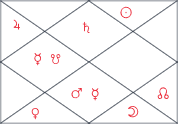 ♃ ♄ ☉
☿ ☋
♂ ☿ ☊
♀ ☽